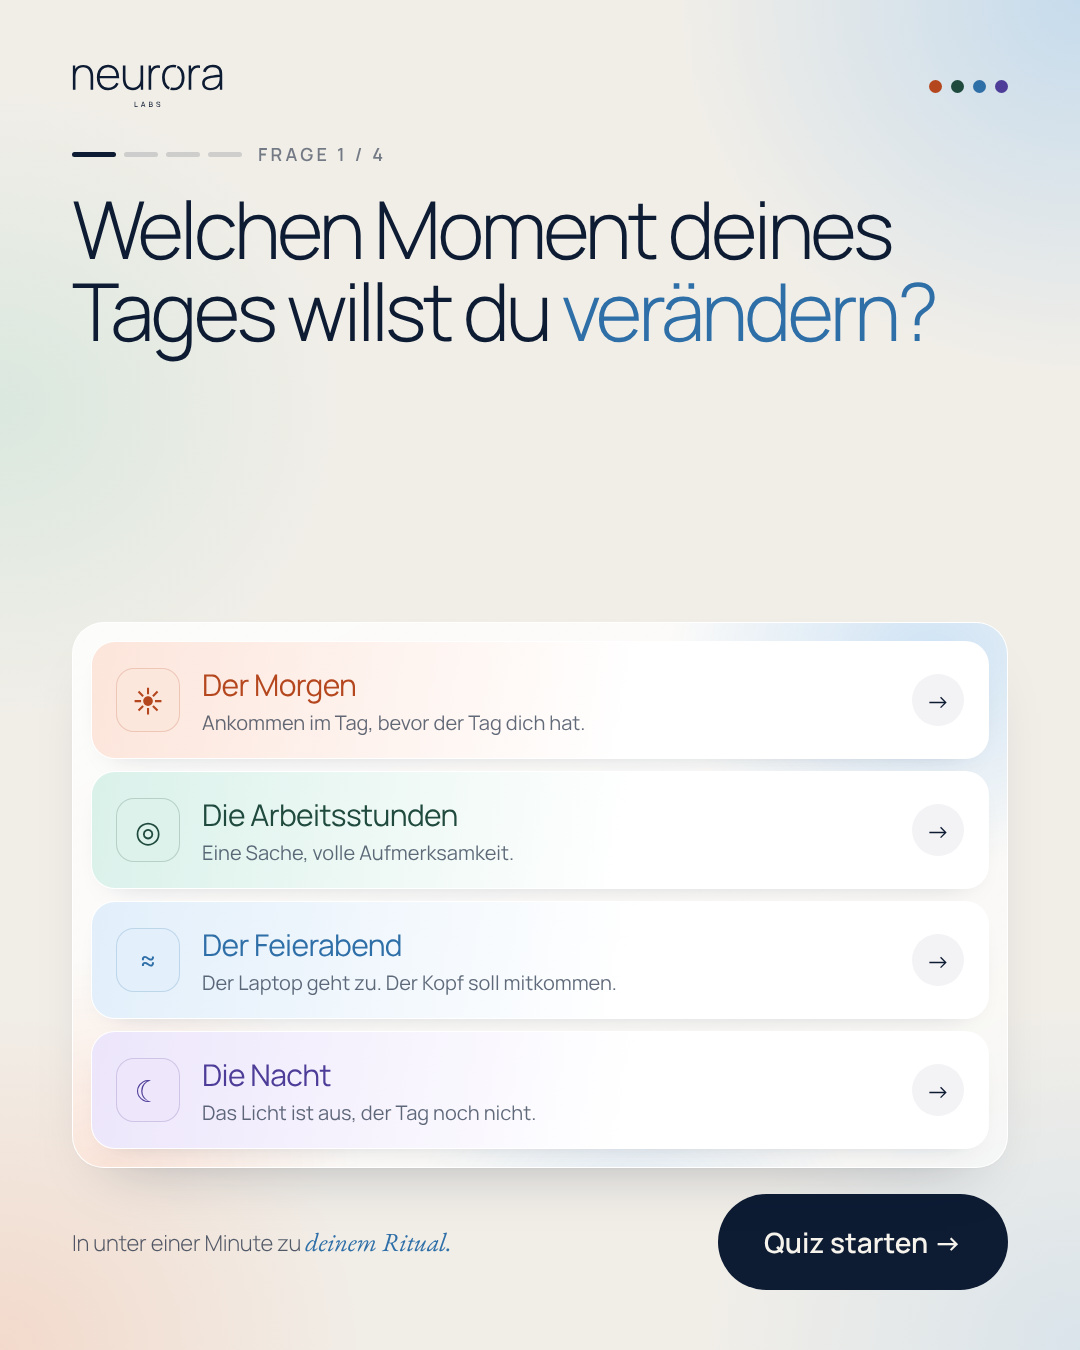 neurora
LABS
FRAGE 1 / 4
Welchen Moment deines
Tages willst du verändern?
Der Morgen
Ankommen im Tag, bevor der Tag dich hat.
→
Die Arbeitsstunden
Eine Sache, volle Aufmerksamkeit.
→
≈
Der Feierabend
Der Laptop geht zu. Der Kopf soll mitkommen.
→
Die Nacht
Das Licht ist aus, der Tag noch nicht.
→
In unter einer Minute zu deinem Ritual.
Quiz starten →